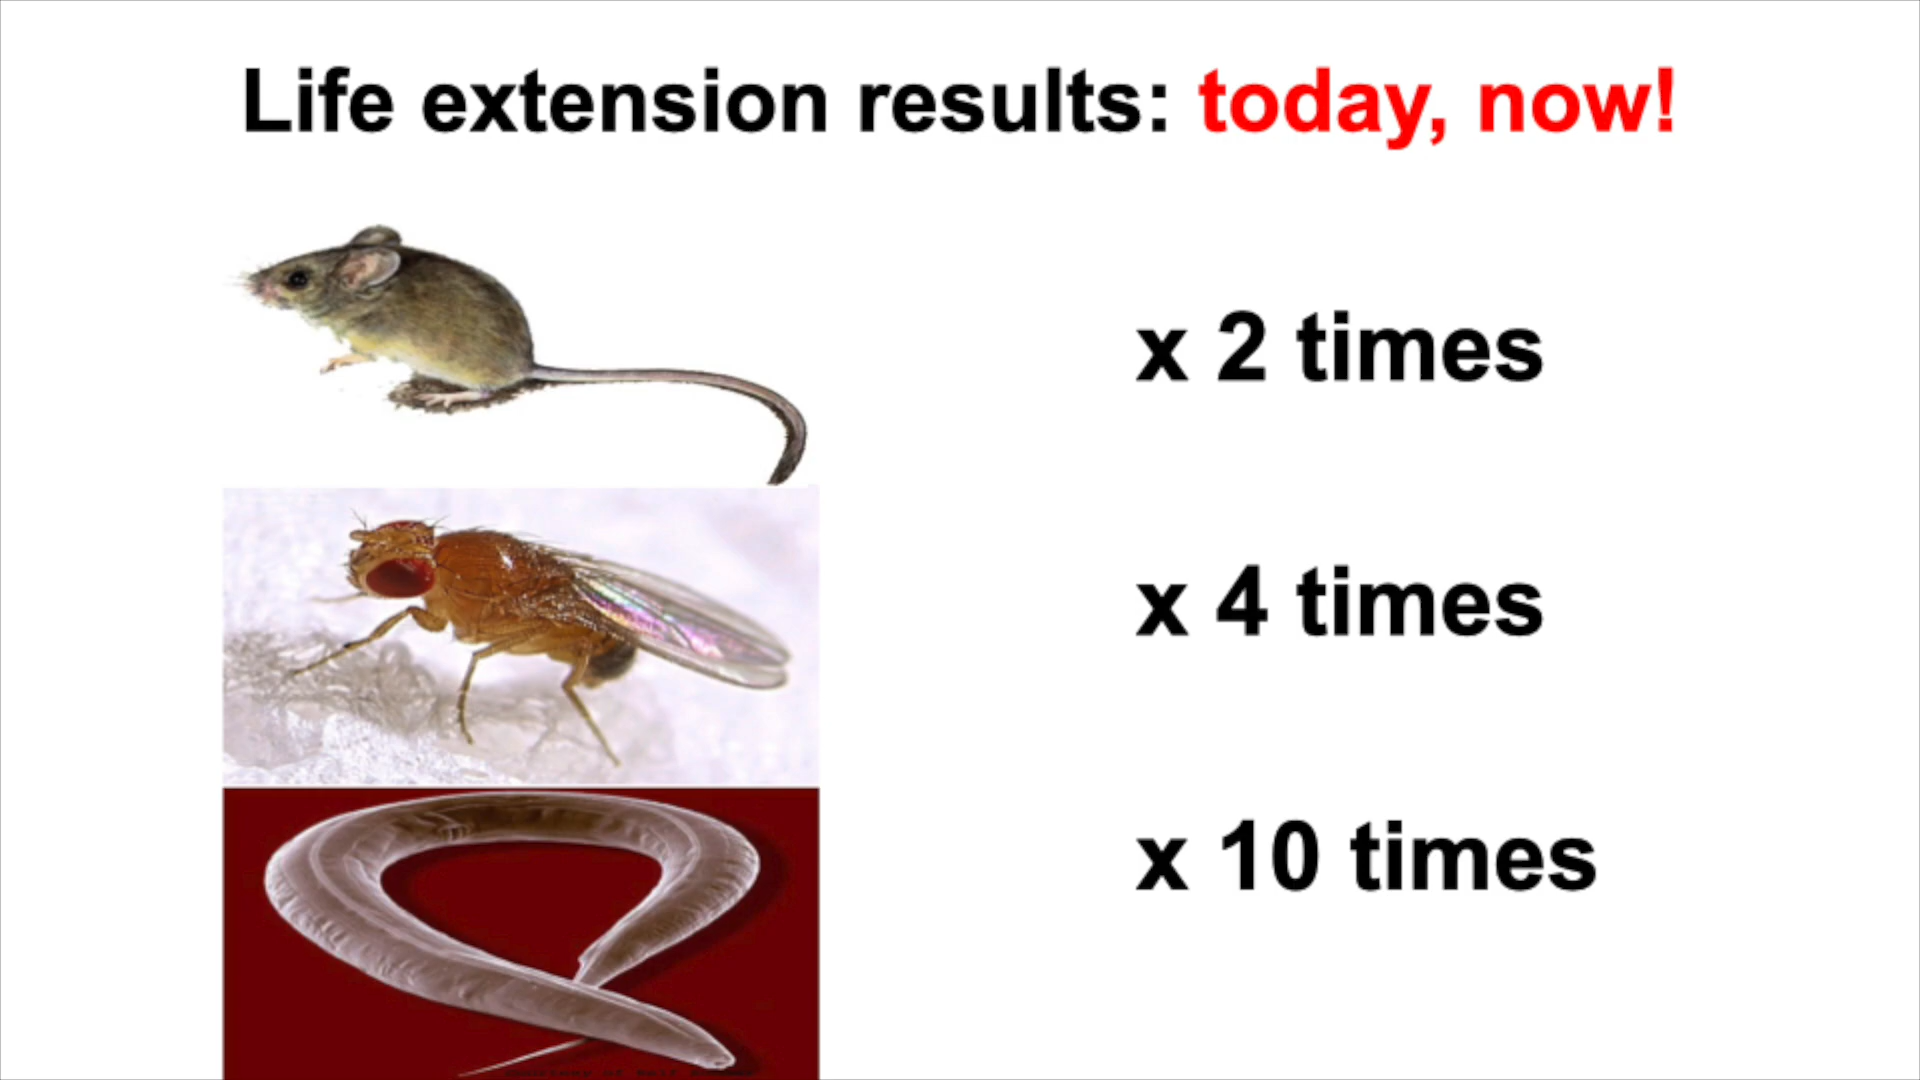 Life extension results: today, now!
x 2 times
x 4 times
x 10 times